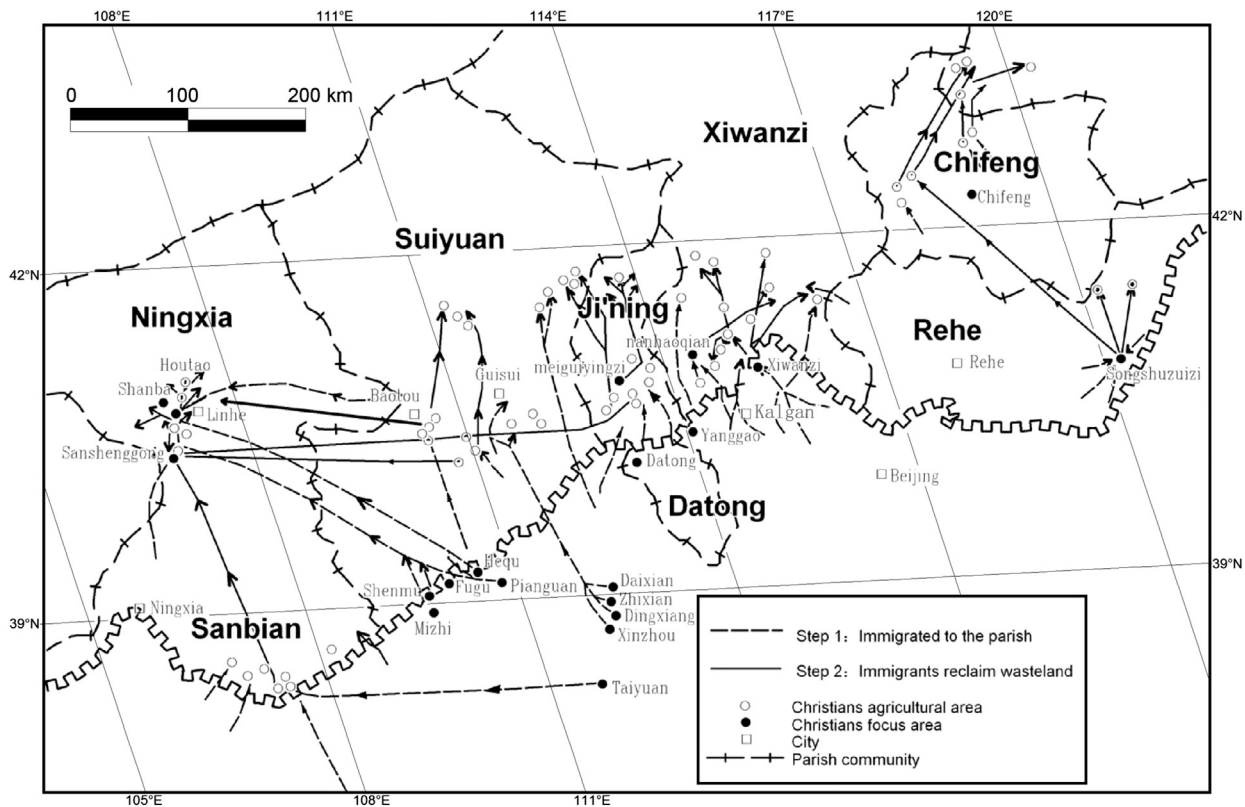 108°E
111°E
114°E
117°E
120°E
0 100 200 km
Xiwanzi
Chifeng
Chifeng
42°N
Suiyuan
42°N
Ningxia
Ji'ning
Rehe
nanhaoqian
Houtao
Guisui
meiguiyingzi
Xiwanzi
Rehe
Shanba
Baotou
Songshuzuizi
Linhe
Kalgan
Sanshenggong
Yanggao
Datong
Beijing
Datong
Hequ
39°N
Shenmu
Fugu
Pianguan
Daixian
Zhixian
Ningxia
Mizhi
Dingxiang
39°N
Sanbian
Xinzhou
Taiyuan
Step 1: Immigrated to the parish
Step 2: Immigrants reclaim wasteland
Christians agricultural area
Christians focus area
City
Parish community
105°E
108°E
111°E